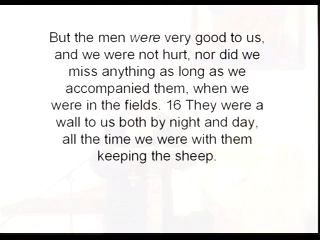 But the men were very good to us,
and we were not hurt, nor did we
miss anything as long as we
accompanied them, when we
were in the fields. 16 They were a
wall to us both by night and day,
all the time we were with them
keeping the sheep.